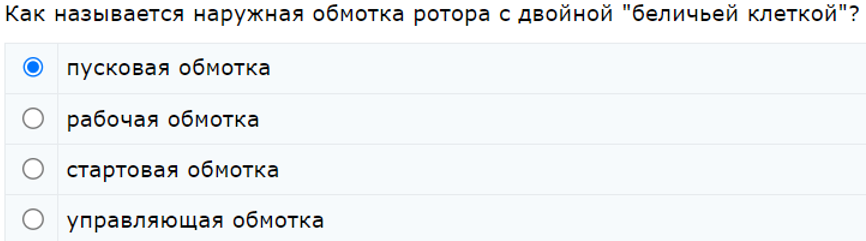 Как называется наружная обмотка ротора с двойной "беличьей клеткой"?
пусковая обмотка
рабочая обмотка
стартовая обмотка
управляющая обмотка